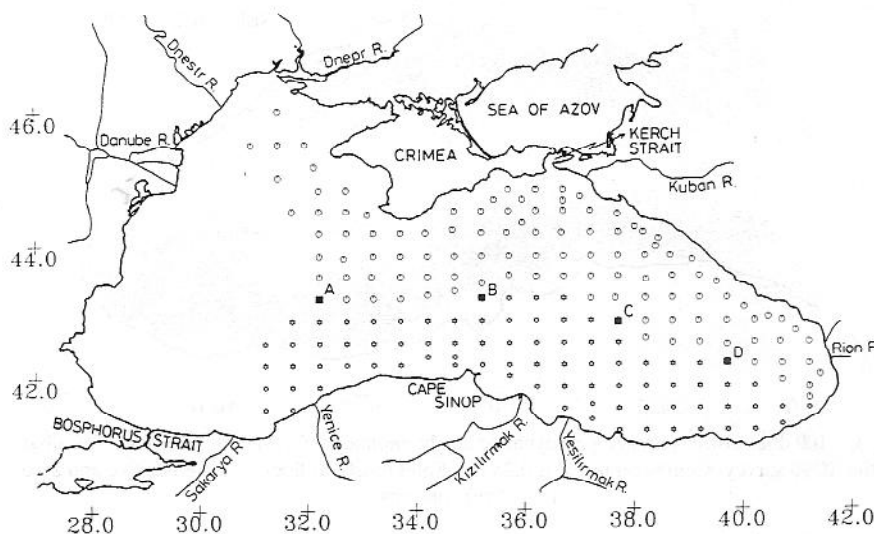 Dnestr R.
Dnepr R.
SEA OF AZOV
46.0
Danube R.
CRIMEA
KERCH
STRAIT
Kuban R.
44.0
A
B
C
D
Rion R
42.0
CAPE
SINOP
BOSPHORUS STRAIT
Sakarya R.
Yenice R.
Kızılırmak R.
Yeşilırmak R.
28.0
30.0
32.0
34.0
36.0
38.0
40.0
42.0